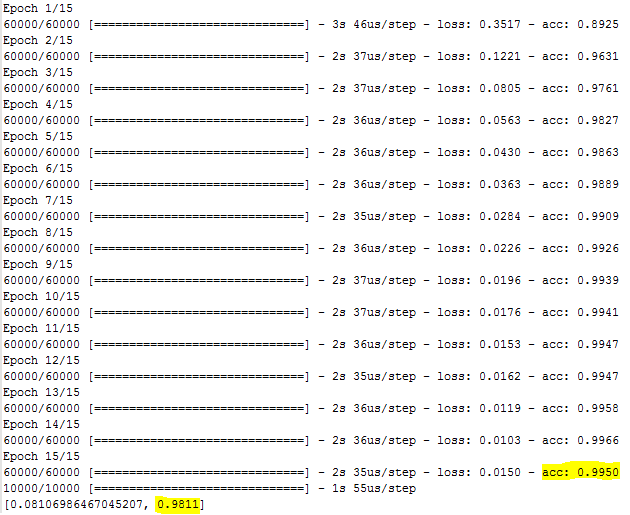 Epoch 1/15
60000/60000 [==============================] - 3s 46us/step - loss: 0.3517 - acc: 0.8925
Epoch 2/15
60000/60000 [==============================] - 2s 37us/step - loss: 0.1221 - acc: 0.9631
Epoch 3/15
60000/60000 [==============================] - 2s 37us/step - loss: 0.0805 - acc: 0.9761
Epoch 4/15
60000/60000 [==============================] - 2s 36us/step - loss: 0.0563 - acc: 0.9827
Epoch 5/15
60000/60000 [==============================] - 2s 36us/step - loss: 0.0430 - acc: 0.9863
Epoch 6/15
60000/60000 [==============================] - 2s 36us/step - loss: 0.0363 - acc: 0.9889
Epoch 7/15
60000/60000 [==============================] - 2s 35us/step - loss: 0.0284 - acc: 0.9909
Epoch 8/15
60000/60000 [==============================] - 2s 36us/step - loss: 0.0226 - acc: 0.9926
Epoch 9/15
60000/60000 [==============================] - 2s 37us/step - loss: 0.0196 - acc: 0.9939
Epoch 10/15
60000/60000 [==============================] - 2s 37us/step - loss: 0.0176 - acc: 0.9941
Epoch 11/15
60000/60000 [==============================] - 2s 36us/step - loss: 0.0153 - acc: 0.9947
Epoch 12/15
60000/60000 [==============================] - 2s 35us/step - loss: 0.0162 - acc: 0.9947
Epoch 13/15
60000/60000 [==============================] - 2s 36us/step - loss: 0.0119 - acc: 0.9958
Epoch 14/15
60000/60000 [==============================] - 2s 36us/step - loss: 0.0103 - acc: 0.9966
Epoch 15/15
60000/60000 [==============================] - 2s 35us/step - loss: 0.0150 - acc: 0.9950
10000/10000 [==============================] - 1s 55us/step
[0.08106986467045207, 0.9811]